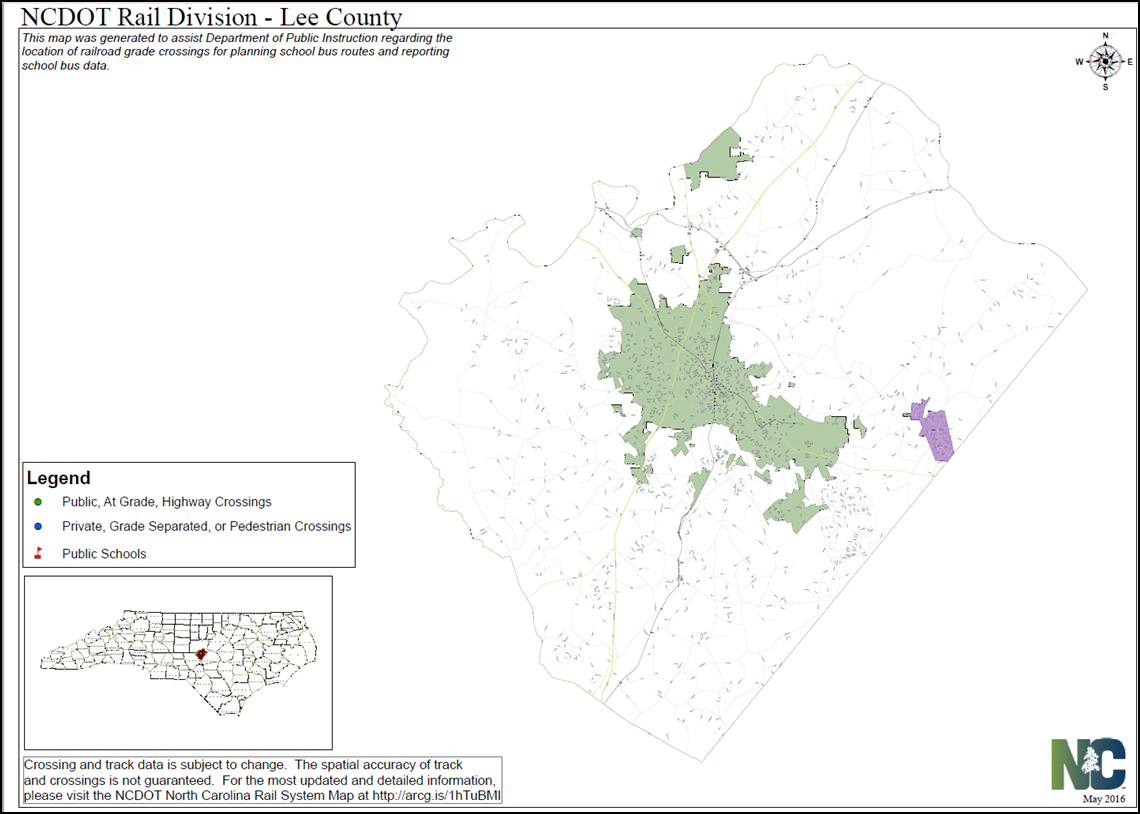 NCDOT Rail Division - Lee County
This map was generated to assist Department of Public Instruction regarding the
location of railroad grade crossings for planning school bus routes and reporting
school bus data.
N
W E
S
Legend
Public, At Grade, Highway Crossings
Private, Grade Separated, or Pedestrian Crossings
Public Schools
Crossing and track data is subject to change. The spatial accuracy of track
and crossings is not guaranteed. For the most updated and detailed information,
please visit the NCDOT North Carolina Rail System Map at http://arcg.is/1hTuBMI
NC
May 2016